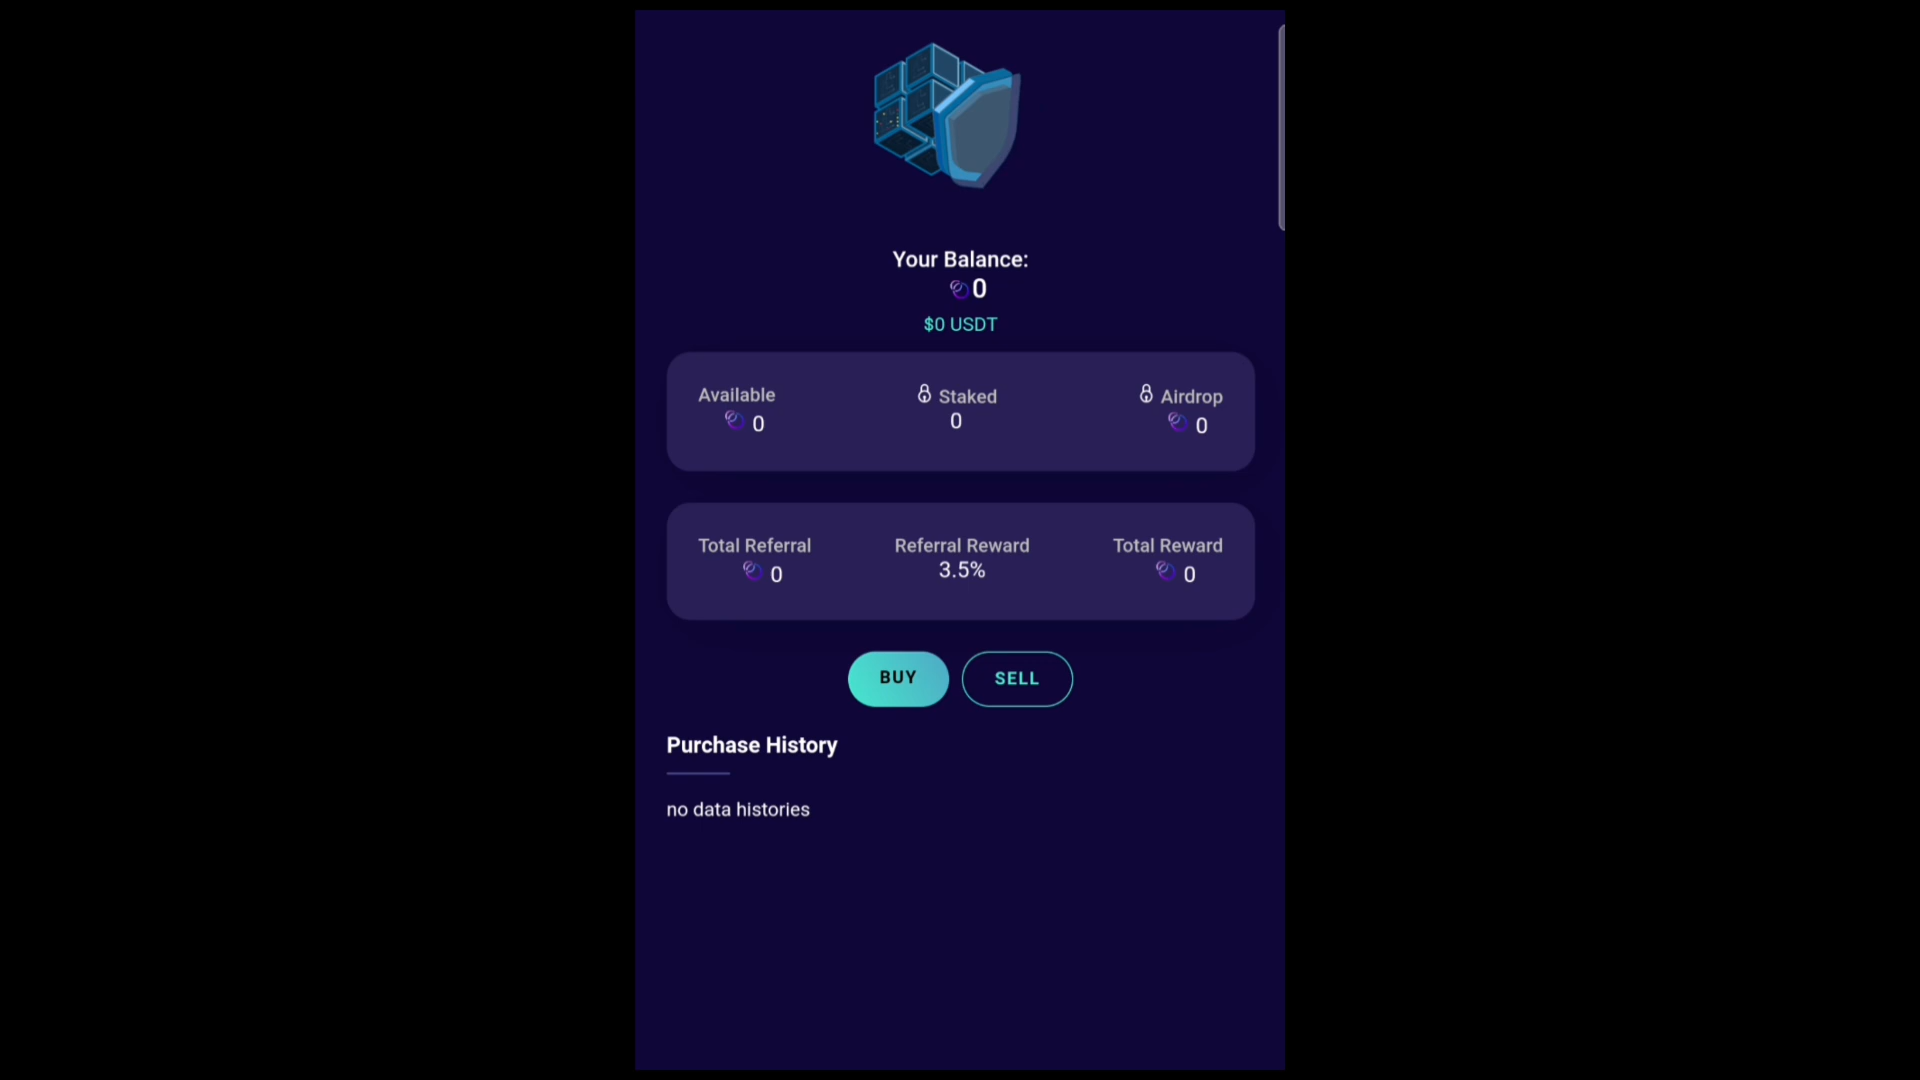 Your Balance:
0
$0 USDT
Available Staked Airdrop
0 0 0
Total Referral Referral Reward Total Reward
0 3.5% 0
BUY SELL
Purchase History
no data histories